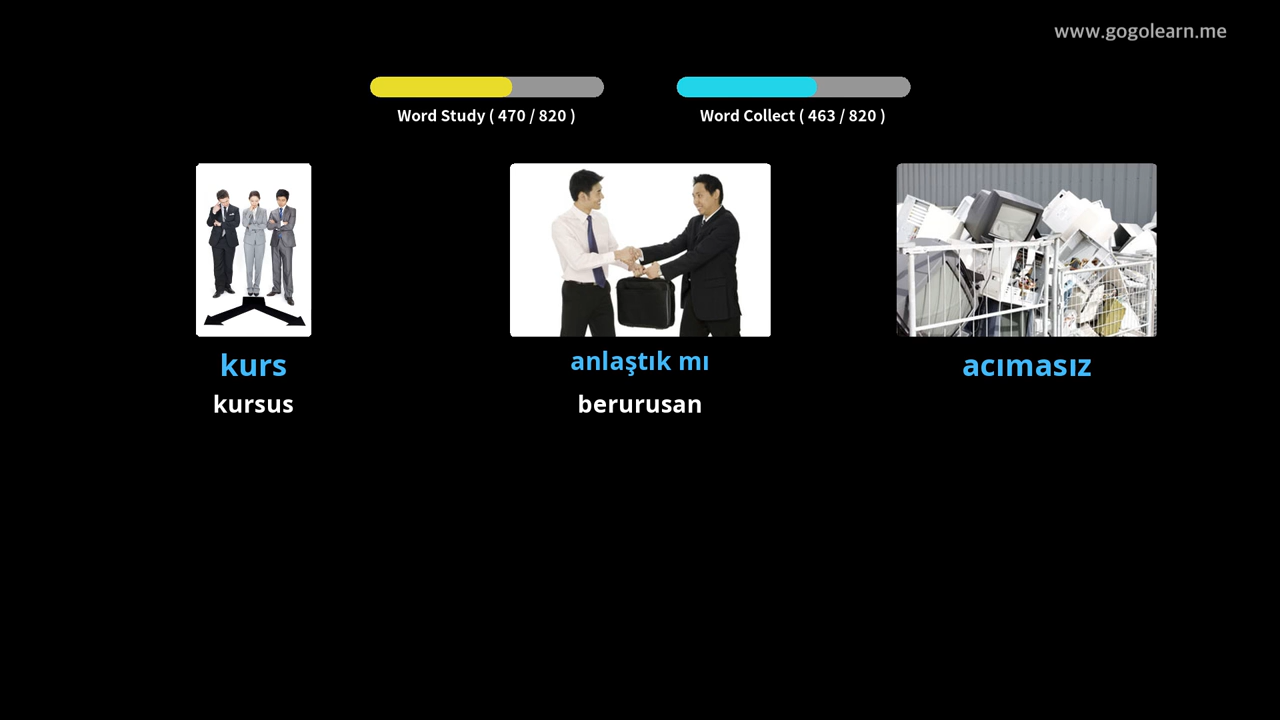 www.gogolearn.me
Word Study ( 470 / 820 )
Word Collect ( 463 / 820 )
kurs
kursus
anlaştık mı
berurusan
acımasız